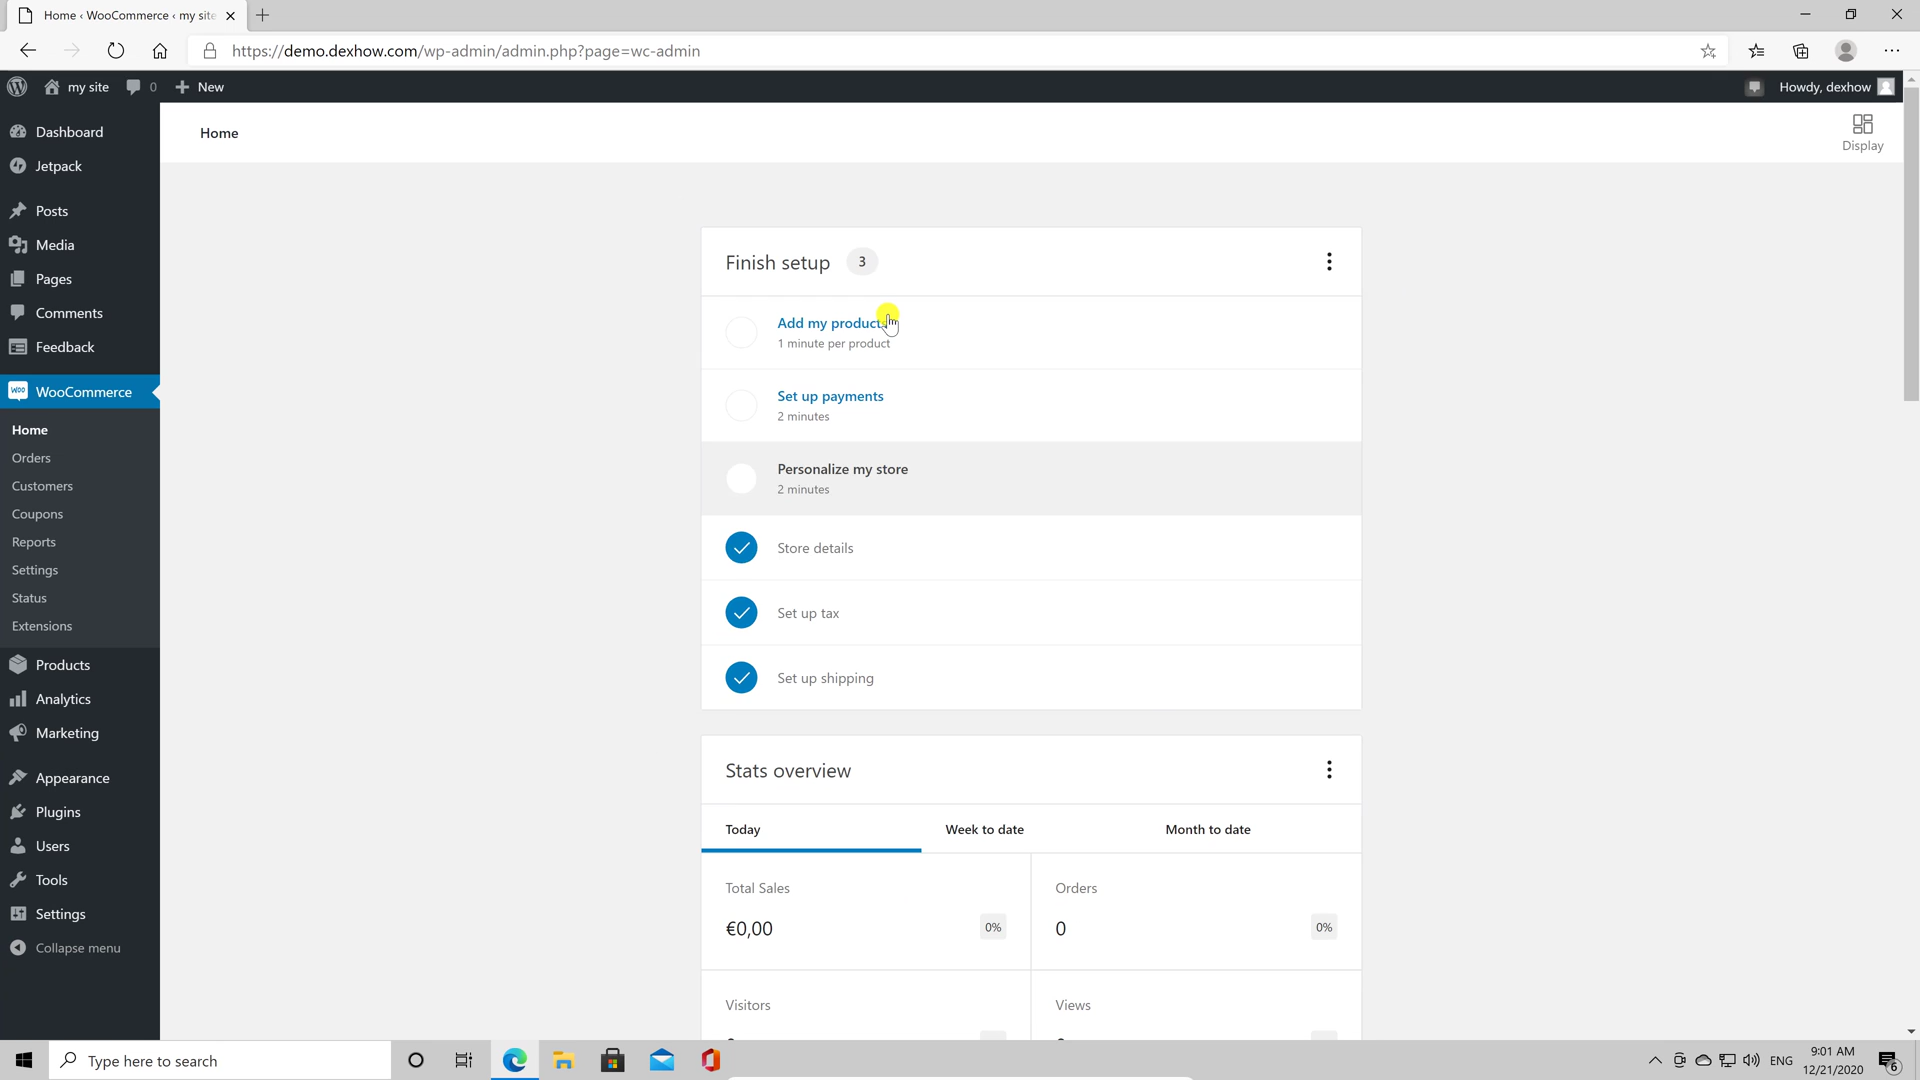 Home ‹ WooCommerce ‹ my site
https://demo.dexhow.com/wp-admin/admin.php?page=wc-admin
my site 0 New
Howdy, dexhow
Home
Display
Dashboard
Jetpack
Posts
Media
Pages
Comments
Feedback
WOO WooCommerce
Home
Orders
Customers
Coupons
Reports
Settings
Status
Extensions
Products
Analytics
Marketing
Appearance
Plugins
Users
Tools
Settings
Collapse menu
Finish setup 3
Add my products
1 minute per product
Set up payments
2 minutes
Personalize my store
2 minutes
Store details
Set up tax
Set up shipping
Stats overview
Today Week to date Month to date
Total Sales
€0,00 0%
Orders
0 0%
Visitors
Views
Type here to search
ENG
9:01 AM
12/21/2020
6